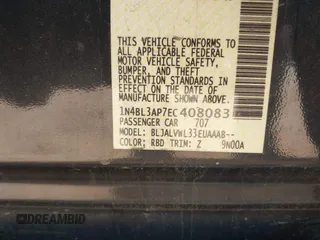 THIS VEHICLE CONFORMS TO
ALL APPLICABLE FEDERAL
MOTOR VEHICLE SAFETY,
BUMPER, AND THEFT
PREVENTION STANDARDS IN
EFFECT ON THE DATE OF
MANUFACTURE SHOWN ABOVE.
1N4BL3AP7EC408083
PASSENGER CAR 707
MODEL: BLJALVWL33EUAAAB--
COLOR: RBD TRIM: Z 9N00A
DREAMBID